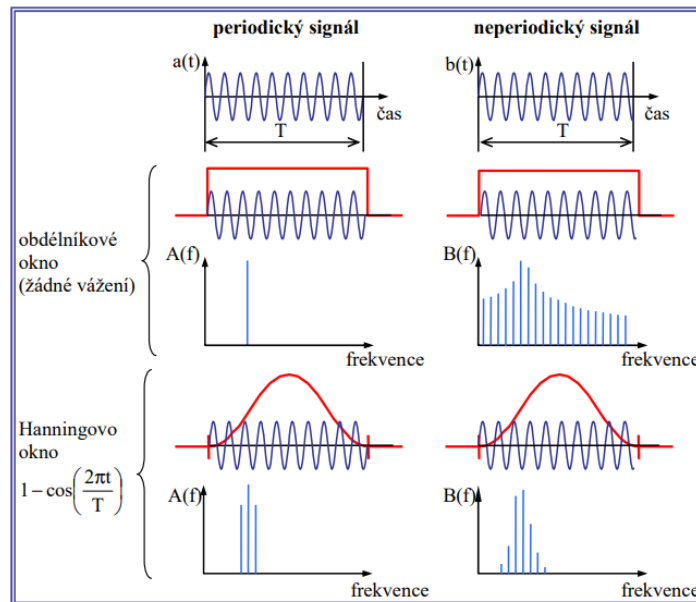 periodický signál
neperiodický signál
a(t)
čas
T
b(t)
čas
T
obdélníkové
okno
(žádné vážení)
A(f)
frekvence
B(f)
frekvence
Hanningovo
okno
1 − cos(2πt/T)
A(f)
frekvence
B(f)
frekvence